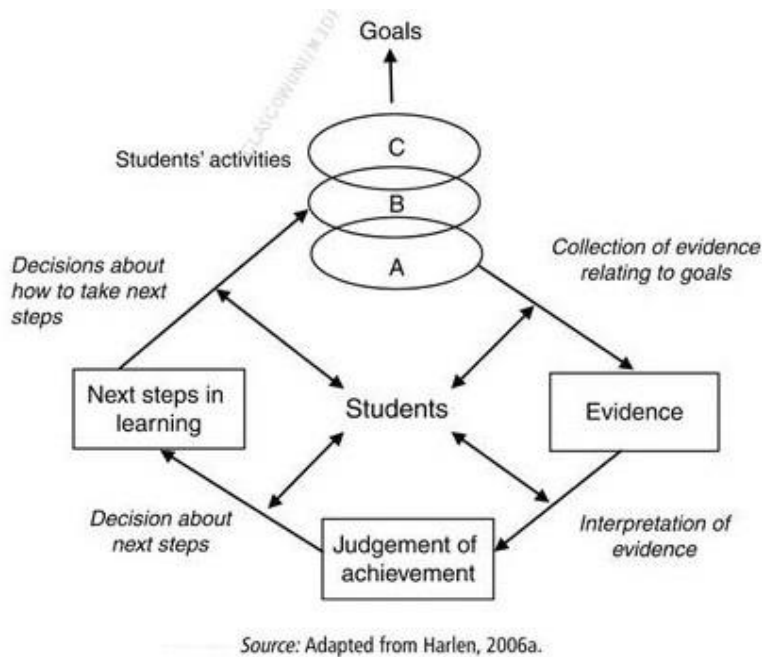 Goals
C
Students' activities
B
A
Collection of evidence
relating to goals
Decisions about
how to take next
steps
Next steps in
learning
Students
Evidence
Decision about
next steps
Judgement of
achievement
Interpretation of
evidence
Source: Adapted from Harlen, 2006a.